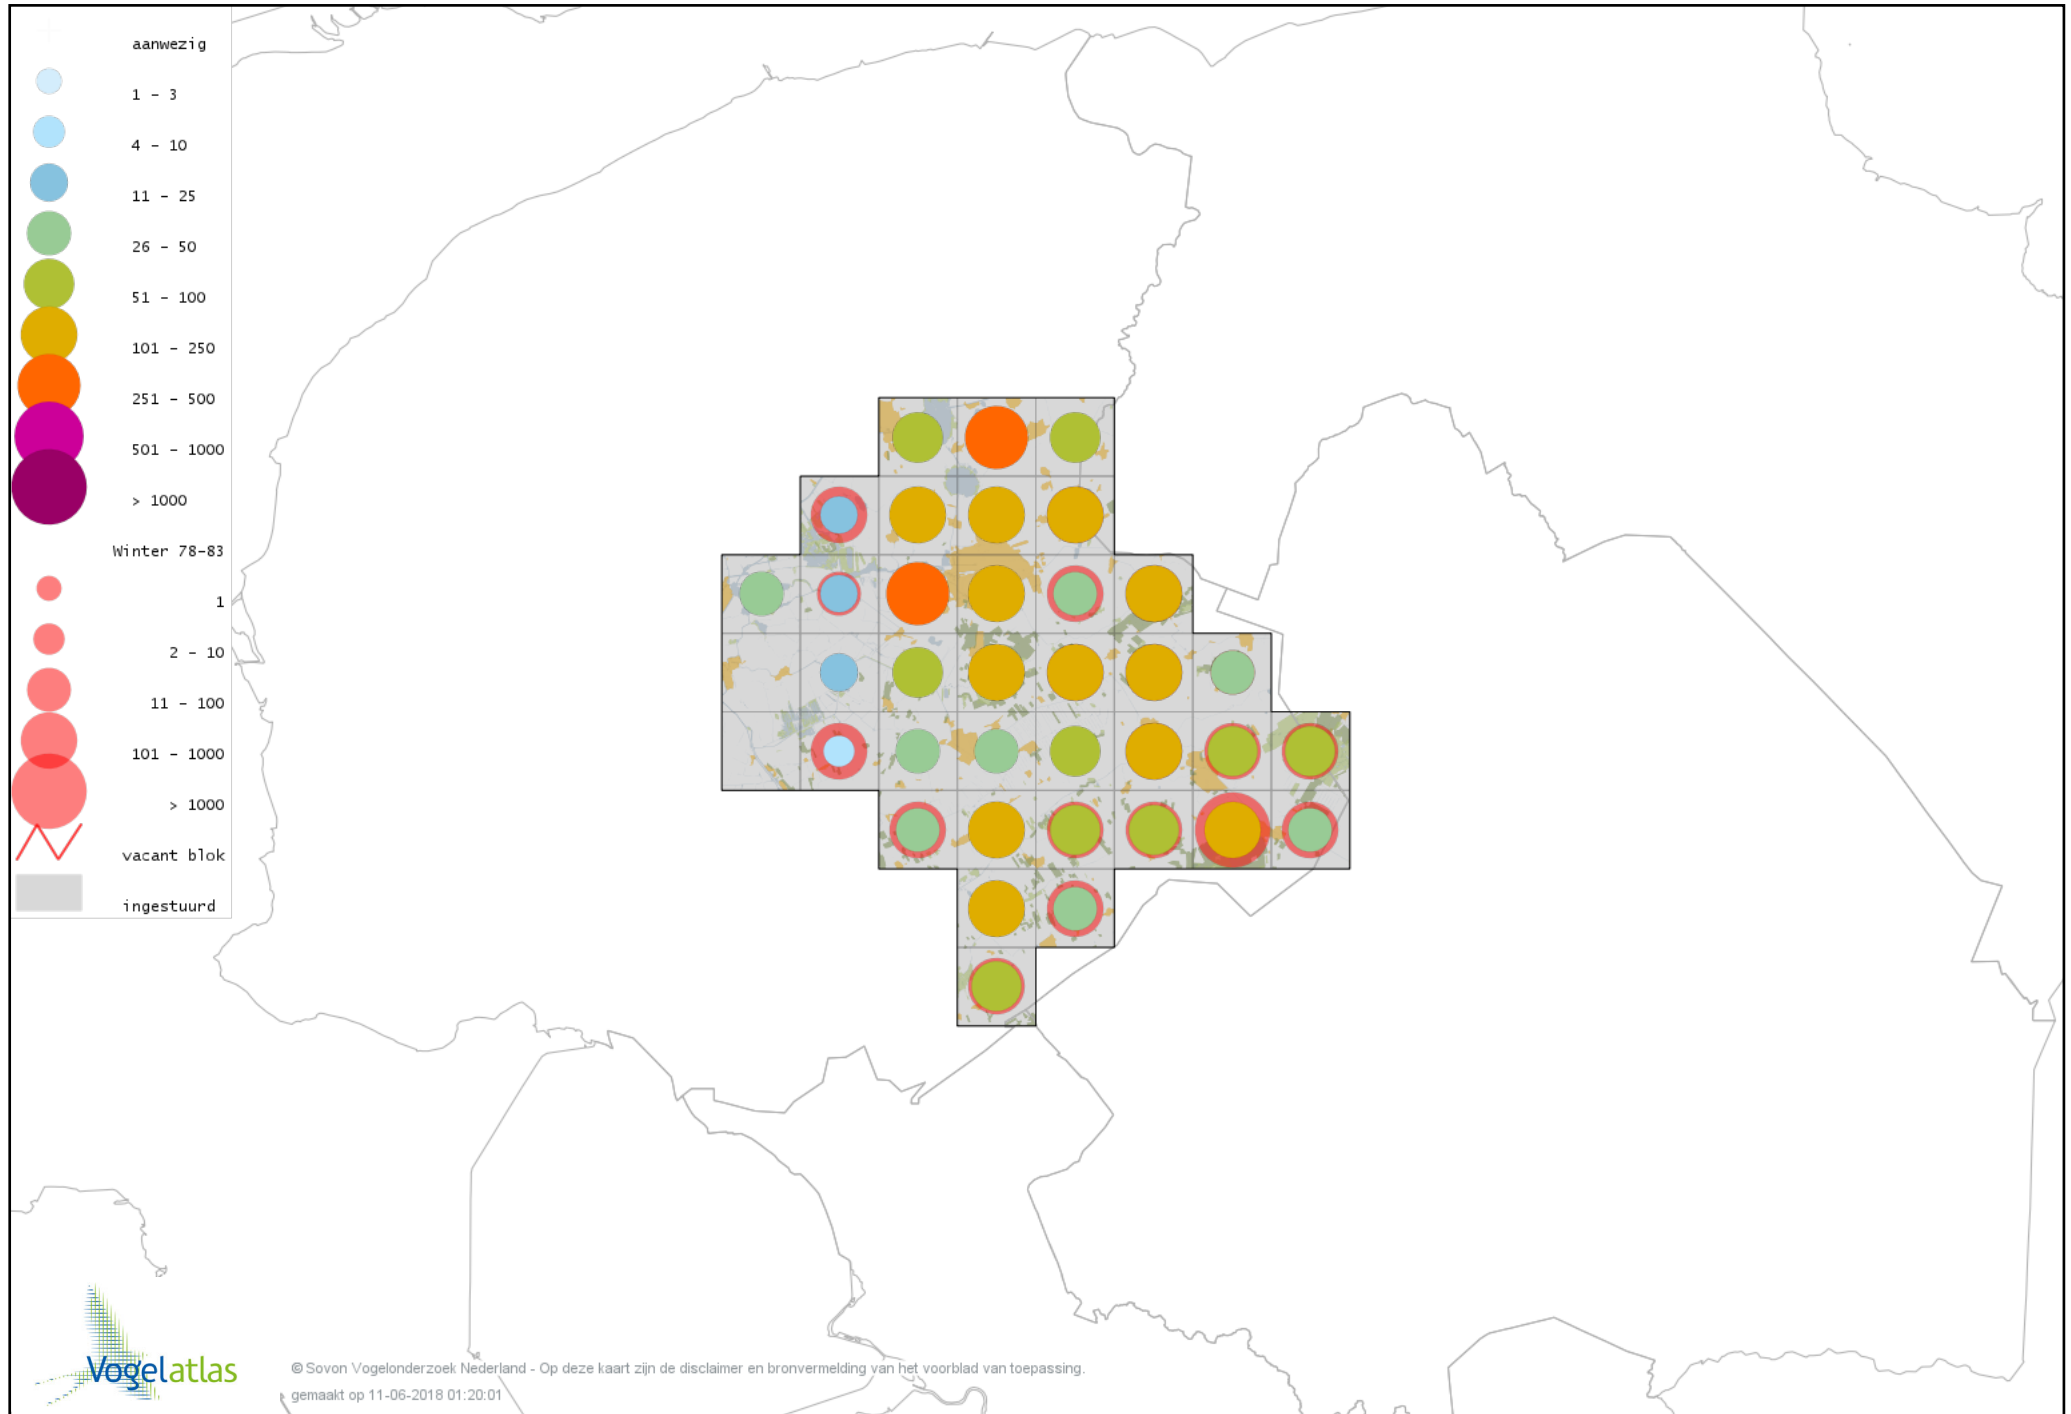 aanwezig
1 - 3
4 - 10
11 - 25
26 - 50
51 - 100
101 - 250
251 - 500
501 - 1000
> 1000
Winter 78-83
1
2 - 10
11 - 100
101 - 1000
> 1000
vacant blok
ingestuurd
Vogelatlas
© Sovon Vogelonderzoek Nederland - Op deze kaart zijn de disclaimer en bronvermelding van het voorblad van toepassing.
gemaakt op 11-06-2018 01:20:01